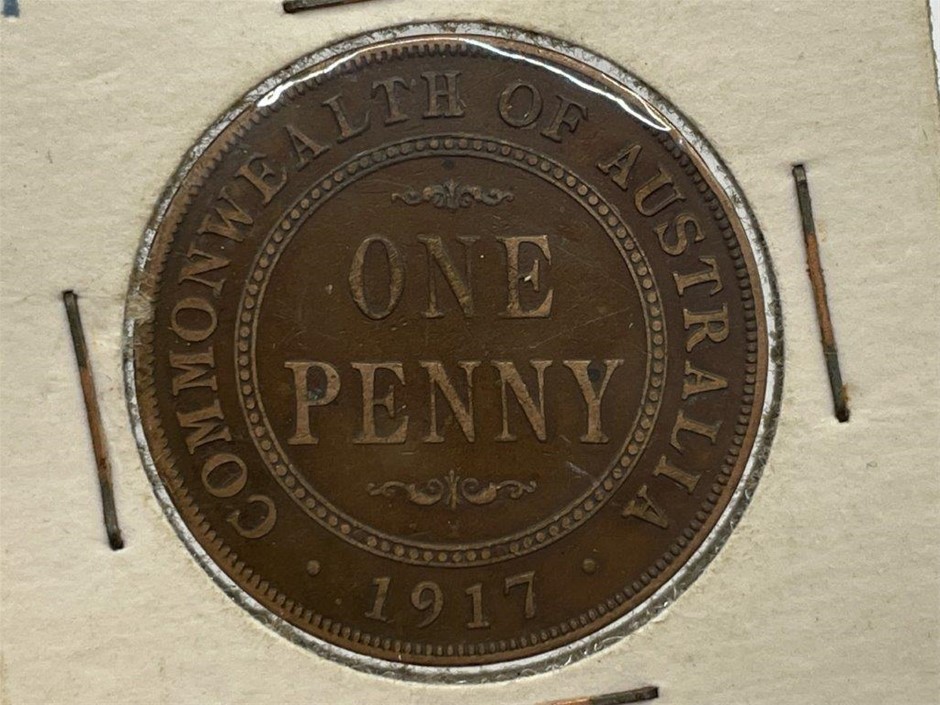 COMMONWEALTH OF AUSTRALIA
ONE
PENNY
· 1917 ·